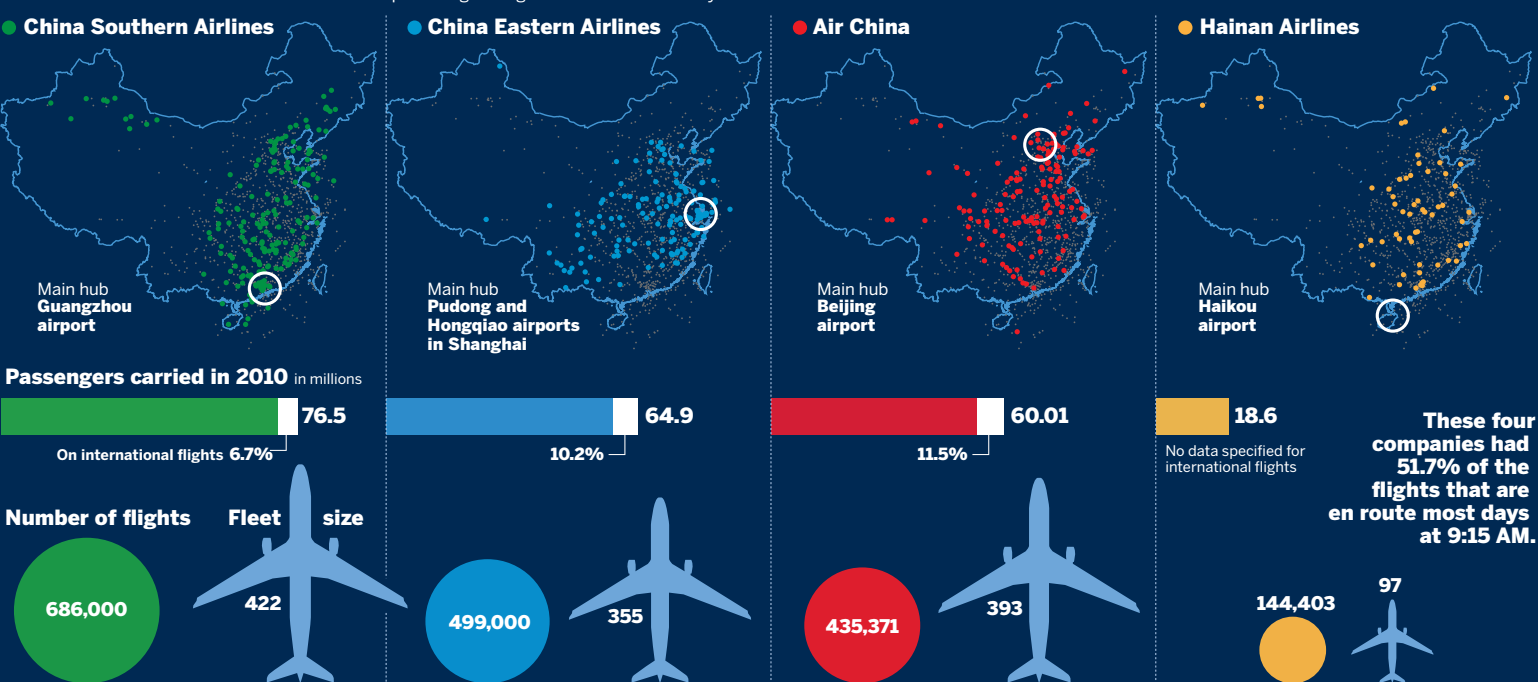 China Southern Airlines
Main hub
Guangzhou
airport
China Eastern Airlines
Main hub
Pudong and
Hongqiao airports
in Shanghai
Air China
Main hub
Beijing
airport
Hainan Airlines
Main hub
Haikou
airport
Passengers carried in 2010 in millions
76.5
On international flights 6.7%
64.9
10.2%
60.01
11.5%
18.6
No data specified for
international flights
These four
companies had
51.7% of the
flights that are
en route most days
at 9:15 AM.
Number of flights
Fleet size
686,000
422
499,000
355
435,371
393
144,403
97